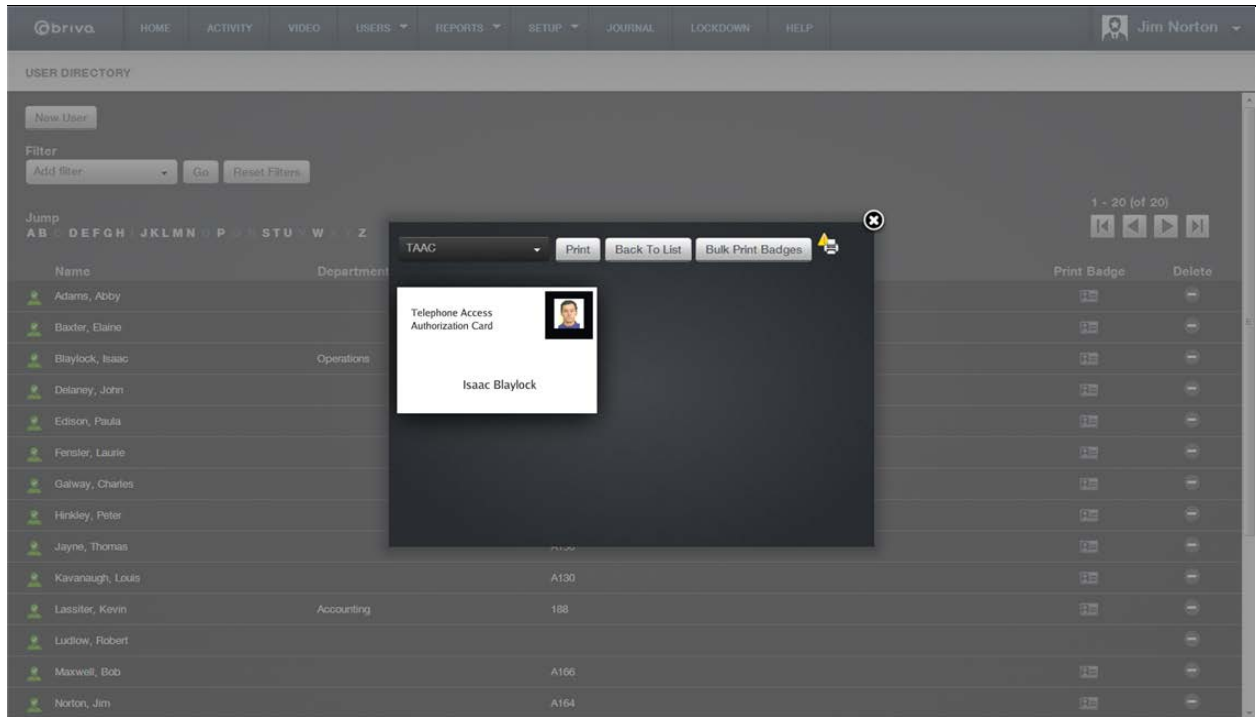 brivo HOME ACTIVITY VIDEO USERS REPORTS SETUP JOURNAL LOCKDOWN HELP Jim Norton
USER DIRECTORY
New User
Filter
Add filter Go Reset Filters
1 - 20 (of 20)
Jump
A B C D E F G H I J K L M N O P Q R S T U V W X Y Z
TAAC Print Back To List Bulk Print Badges
Name Department Print Badge Delete
Telephone Access
Authorization Card
Isaac Blaylock
Adams, Abby
Baxter, Elaine
Blaylock, Isaac Operations
Delaney, John
Edison, Paula
Fensler, Laurie
Galway, Charles
Hinkley, Peter
Jayne, Thomas
Kavanaugh, Louis A130
Lassiter, Kevin Accounting 188
Ludlow, Robert
Maxwell, Bob A166
Norton, Jim A164